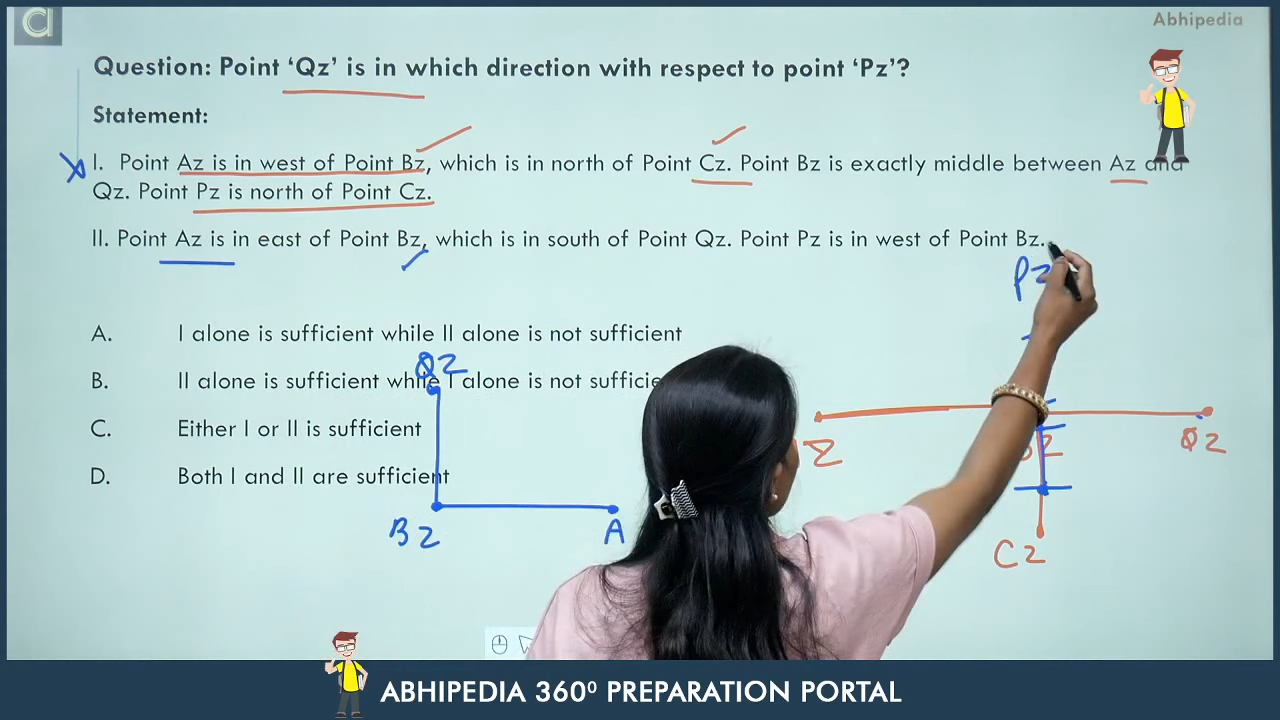 Abhipedia
Question: Point ‘Qz’ is in which direction with respect to point ‘Pz’?
Statement:
I. Point Az is in west of Point Bz, which is in north of Point Cz. Point Bz is exactly middle between Az and
Qz. Point Pz is north of Point Cz.
II. Point Az is in east of Point Bz, which is in south of Point Qz. Point Pz is in west of Point Bz.
Pz
A. I alone is sufficient while II alone is not sufficient
Qz
B. II alone is sufficient while I alone is not
C. Either I or II is sufficient
Qz
D. Both I and II are sufficient
Bz A
Cz
ABHIPEDIA 360⁰ PREPARATION PORTAL